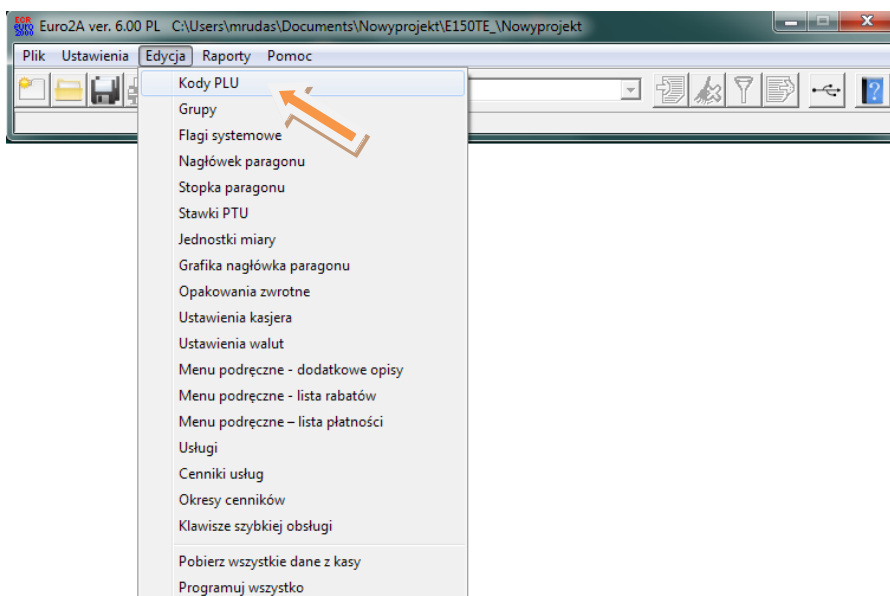 ECR
euro
2000
Euro2A ver. 6.00 PL C:\Users\mrudas\Documents\Nowyprojekt\E150TE_\Nowyprojekt
Plik Ustawienia Edycja Raporty Pomoc
Kody PLU
Grupy
Flagi systemowe
Nagłówek paragonu
Stopka paragonu
Stawki PTU
Jednostki miary
Grafika nagłówka paragonu
Opakowania zwrotne
Ustawienia kasjera
Ustawienia walut
Menu podręczne - dodatkowe opisy
Menu podręczne - lista rabatów
Menu podręczne – lista płatności
Usługi
Cenniki usług
Okresy cenników
Klawisze szybkiej obsługi
Pobierz wszystkie dane z kasy
Programuj wszystko